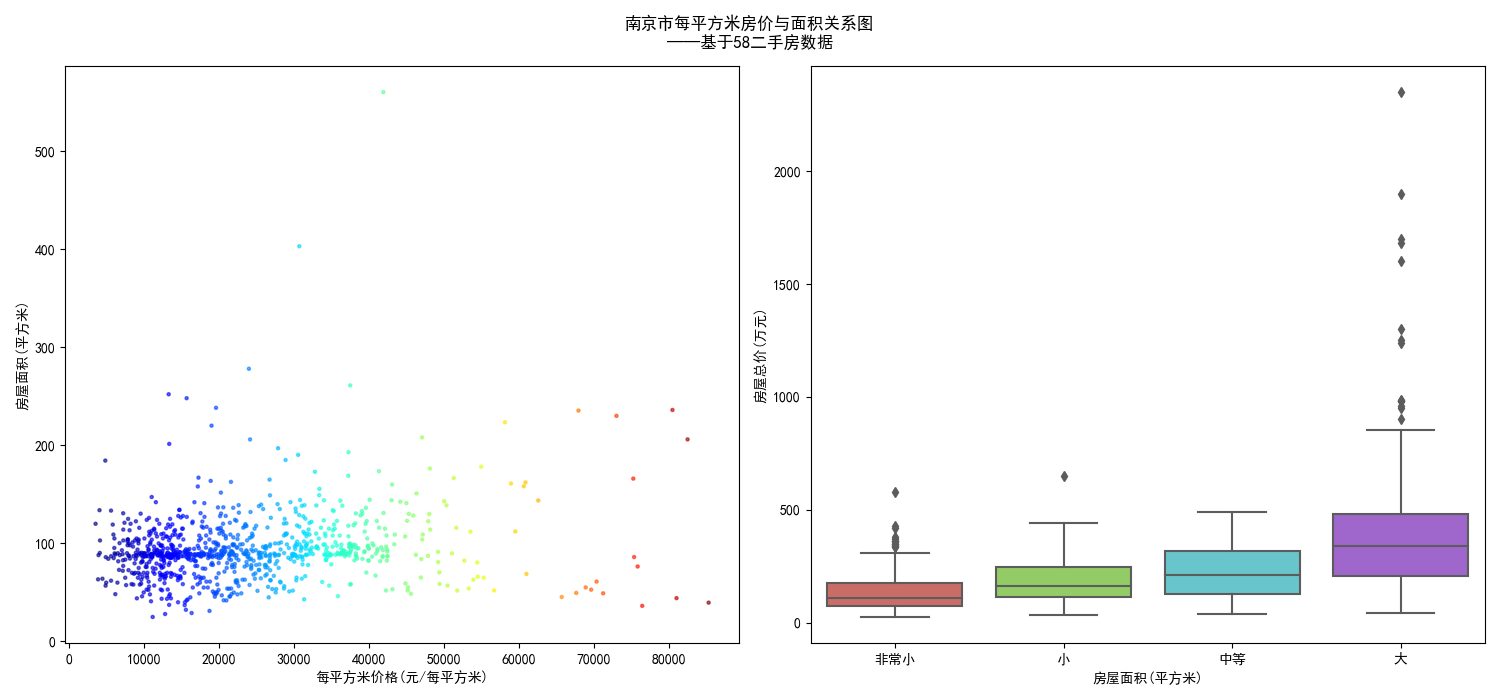 南京市每平方米房价与面积关系图
——基于58二手房数据
房屋面积(平方米)
500
400
300
200
100
0
0 10000 20000 30000 40000 50000 60000 70000 80000
每平方米价格(元/每平方米)
房屋总价(万元)
2000
1500
1000
500
0
非常小 小 中等 大
房屋面积(平方米)